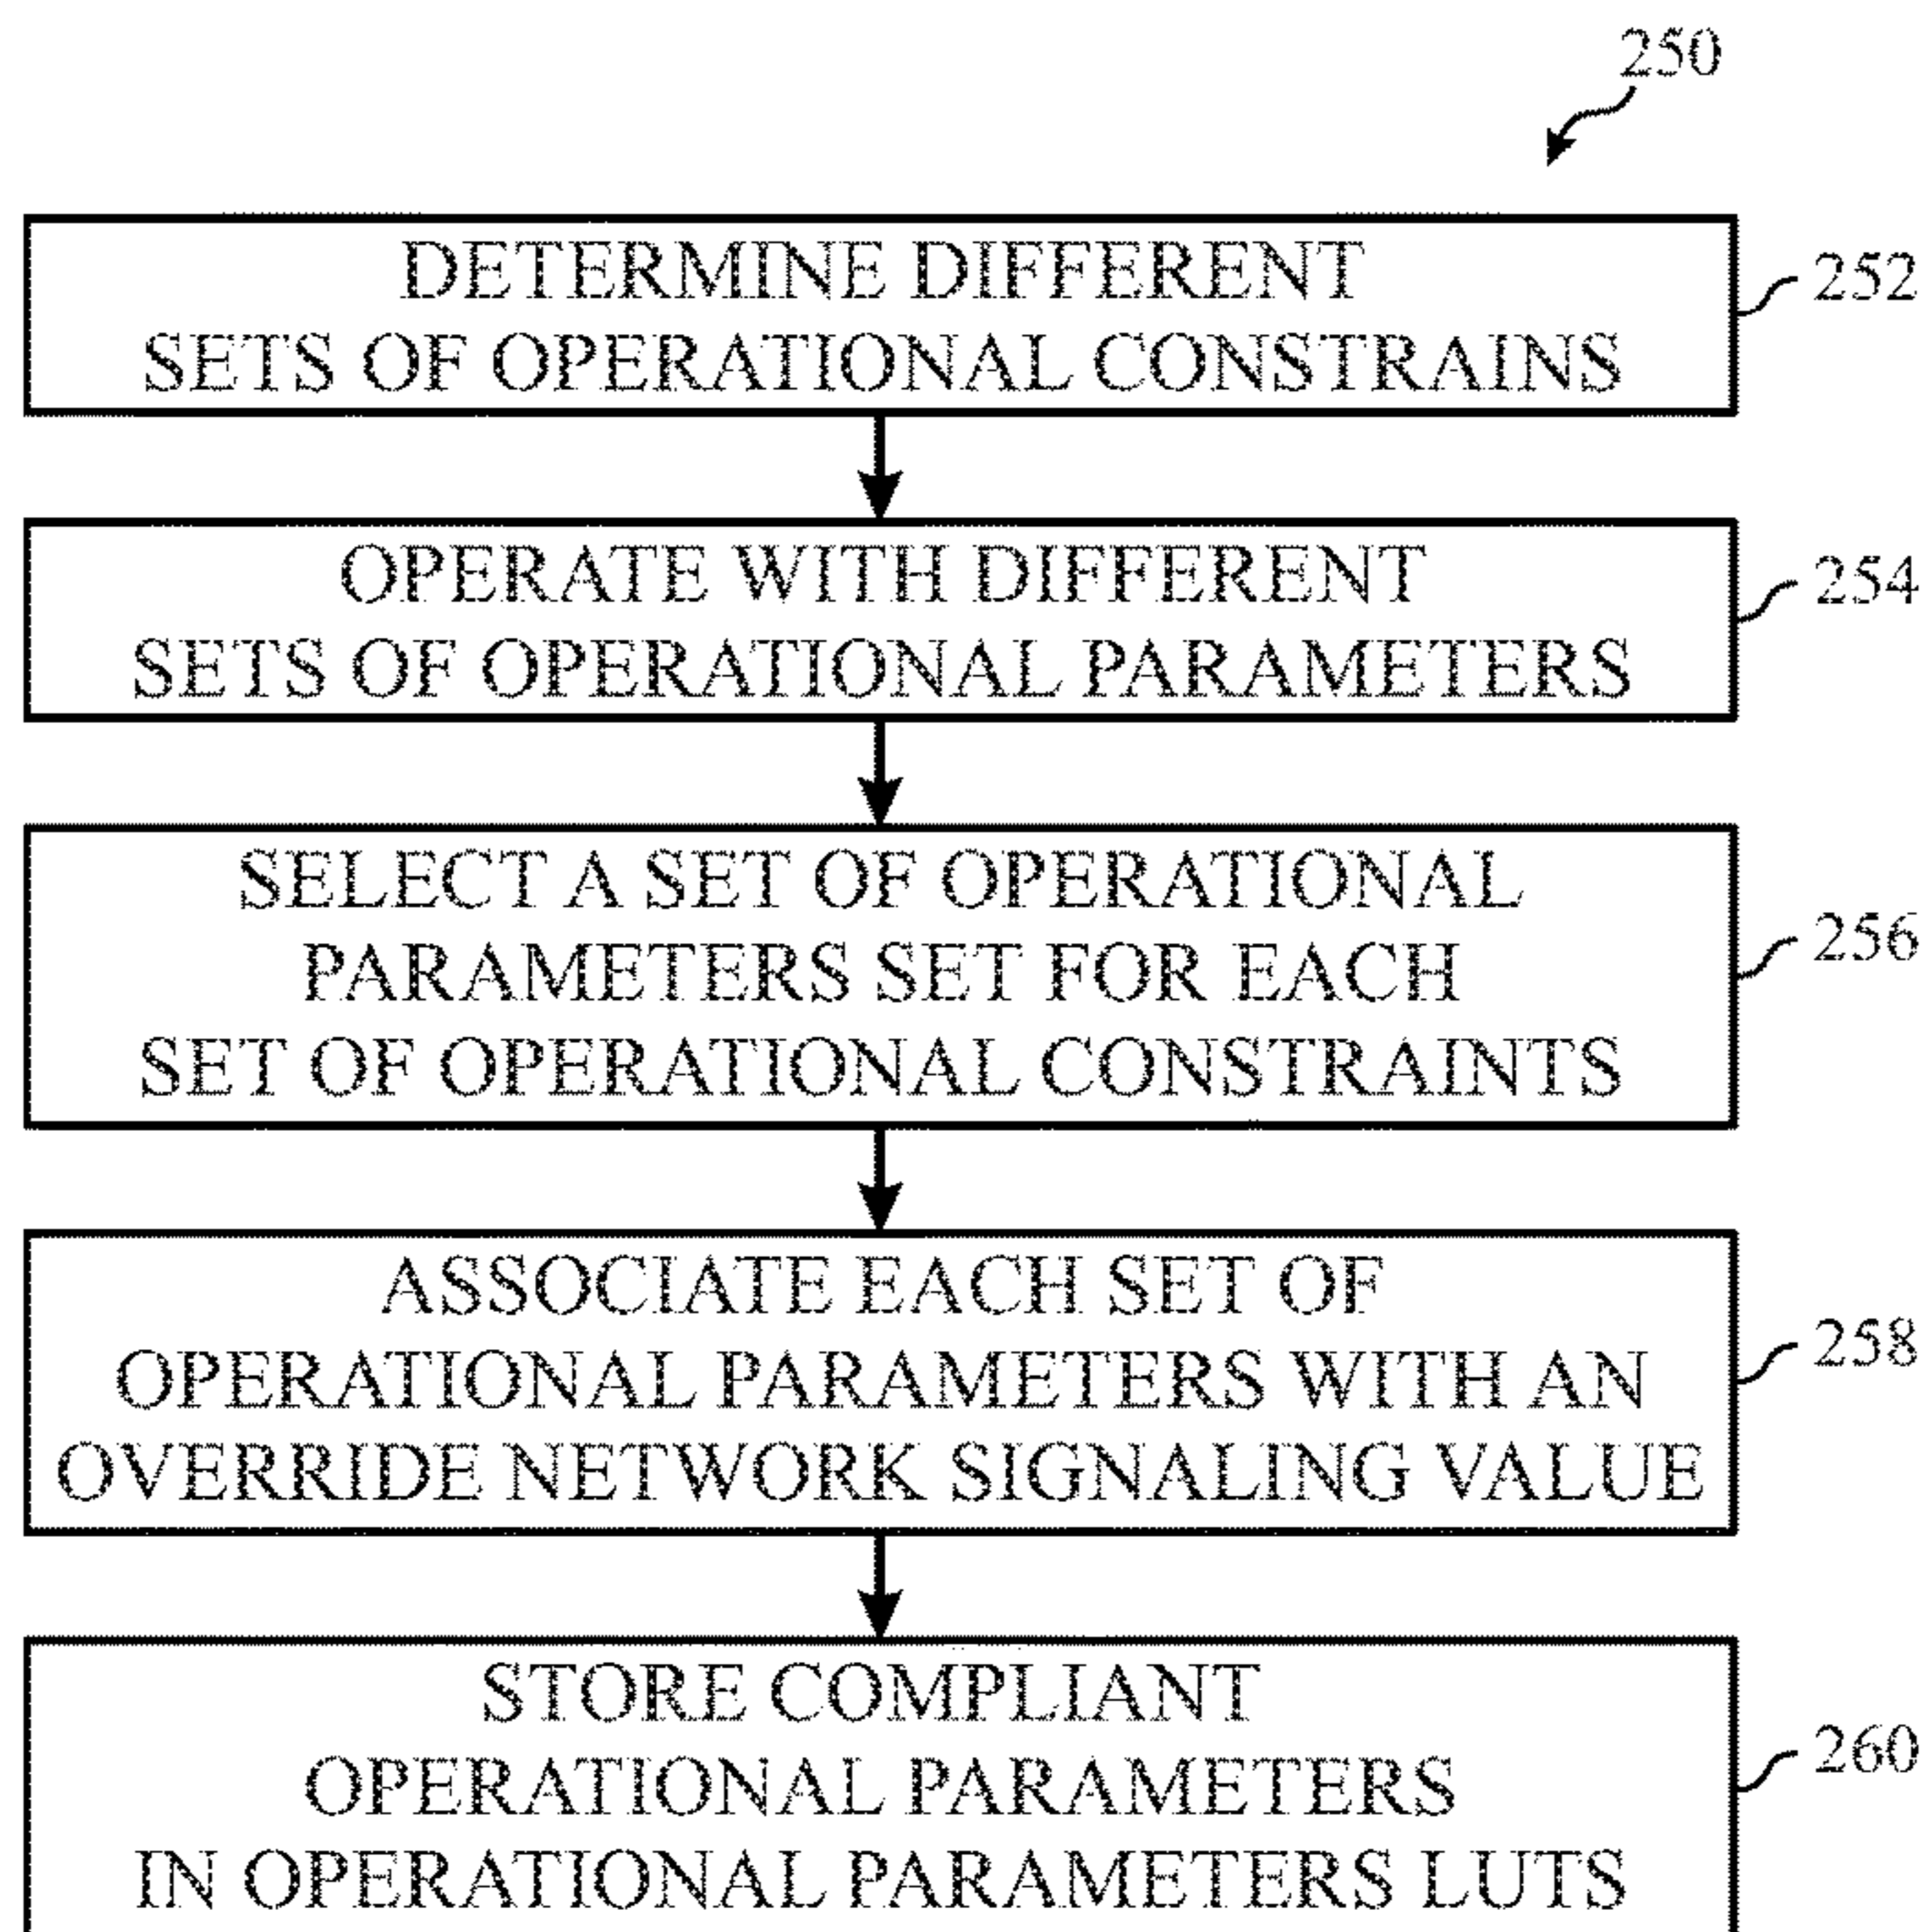 250
DETERMINE DIFFERENT
SETS OF OPERATIONAL CONSTRAINS
252
OPERATE WITH DIFFERENT
SETS OF OPERATIONAL PARAMETERS
254
SELECT A SET OF OPERATIONAL
PARAMETERS SET FOR EACH
SET OF OPERATIONAL CONSTRAINTS
256
ASSOCIATE EACH SET OF
OPERATIONAL PARAMETERS WITH AN
OVERRIDE NETWORK SIGNALING VALUE
258
STORE COMPLIANT
OPERATIONAL PARAMETERS
IN OPERATIONAL PARAMETERS LUTS
260